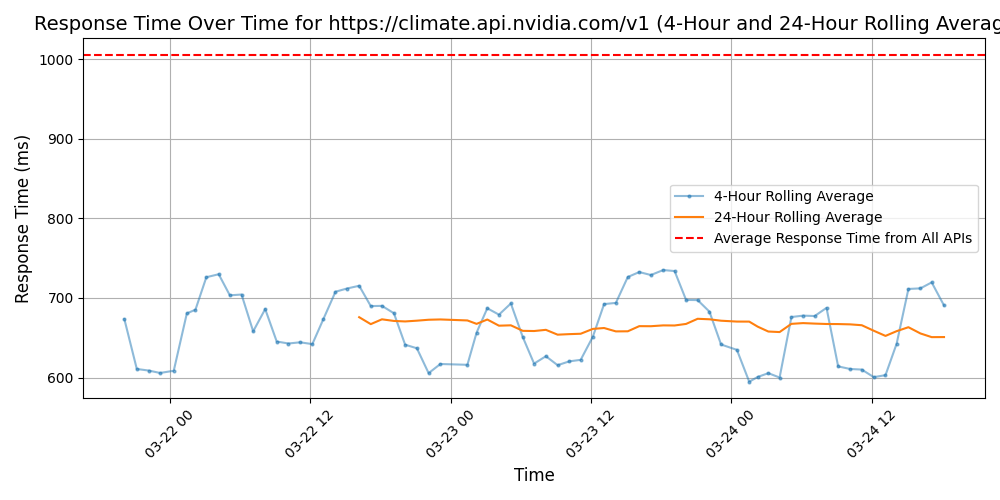 Response Time Over Time for https://climate.api.nvidia.com/v1 (4-Hour and 24-Hour Rolling Averag
Response Time (ms)
1000
900
800
700
600
4-Hour Rolling Average
24-Hour Rolling Average
Average Response Time from All APIs
03-22 00
03-22 12
03-23 00
03-23 12
03-24 00
03-24 12
Time